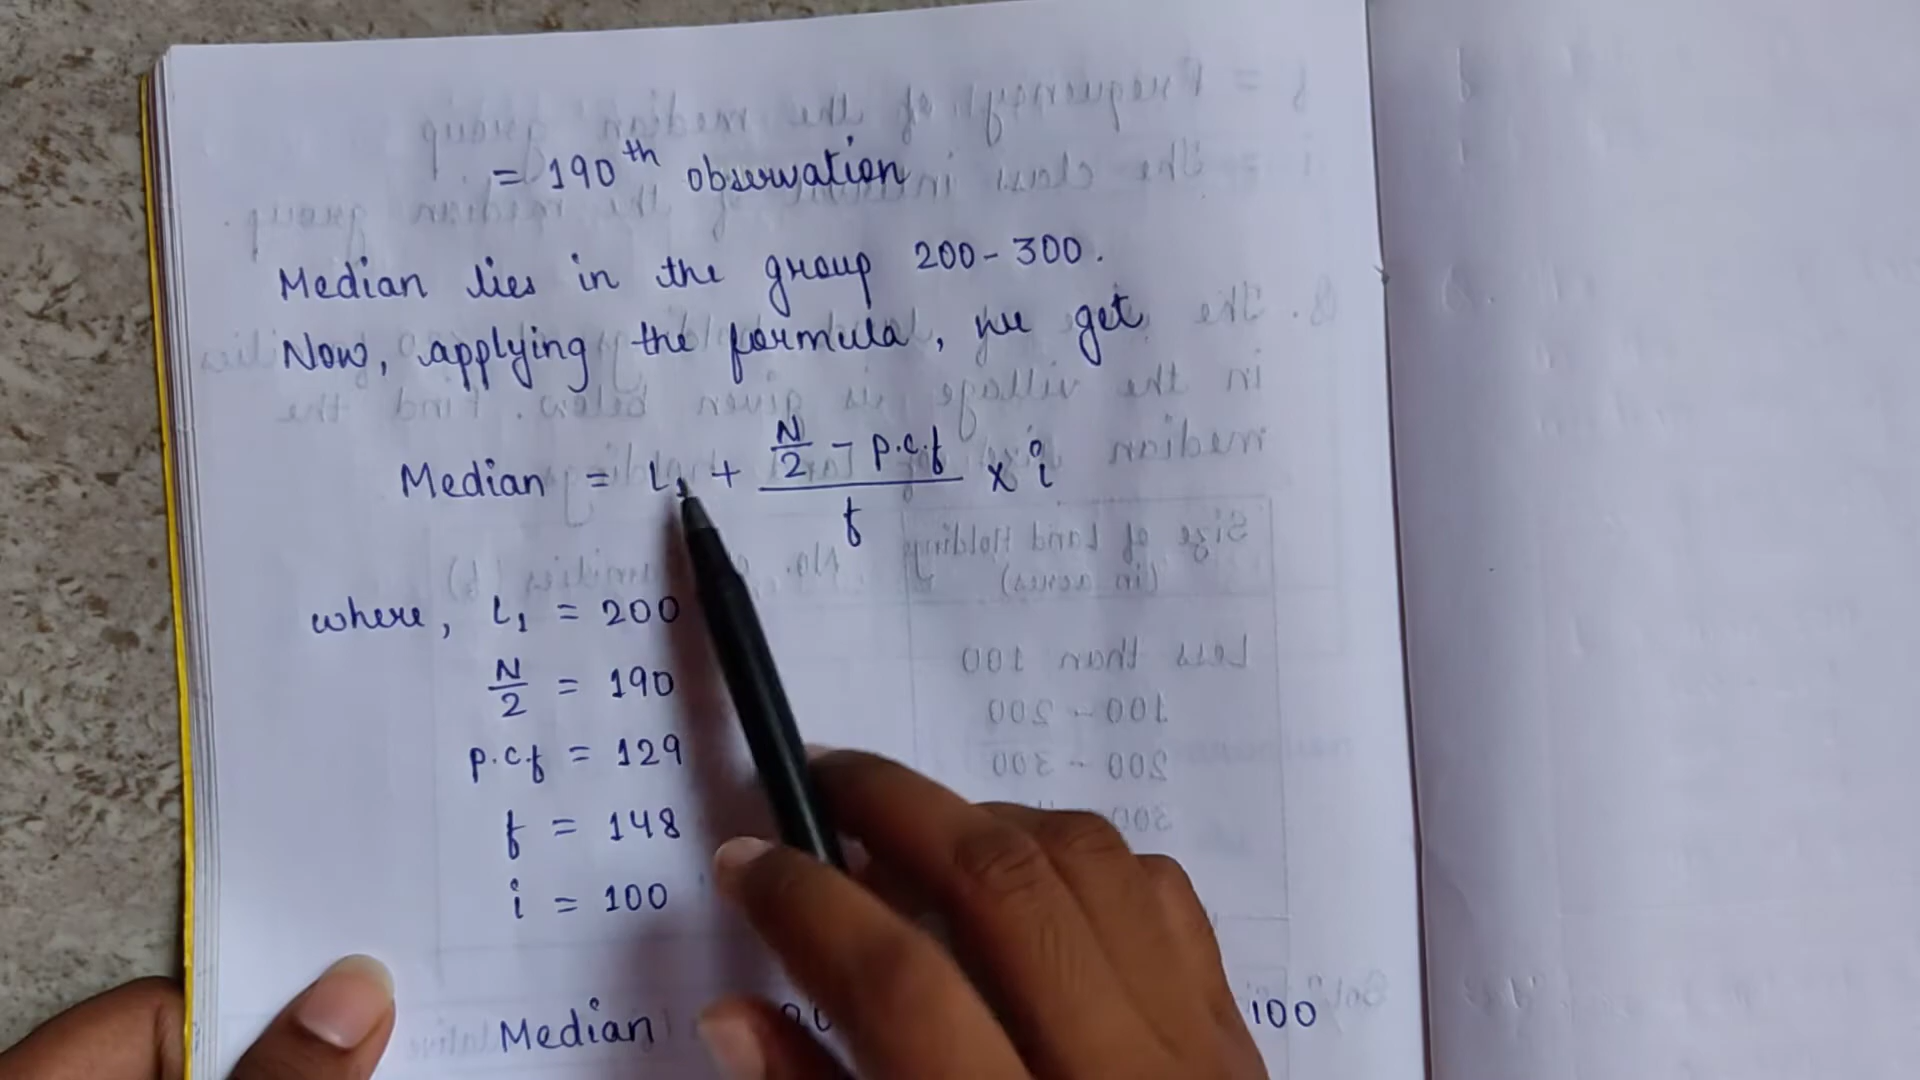 = 190th observation
Median lies in the group 200-300.
Now, applying the formula, we get
Median = L₁ + (N/2 - p.c.f)/f × i
where, L₁ = 200
N/2 = 190
p.c.f = 129
f = 148
i = 100
Median 100